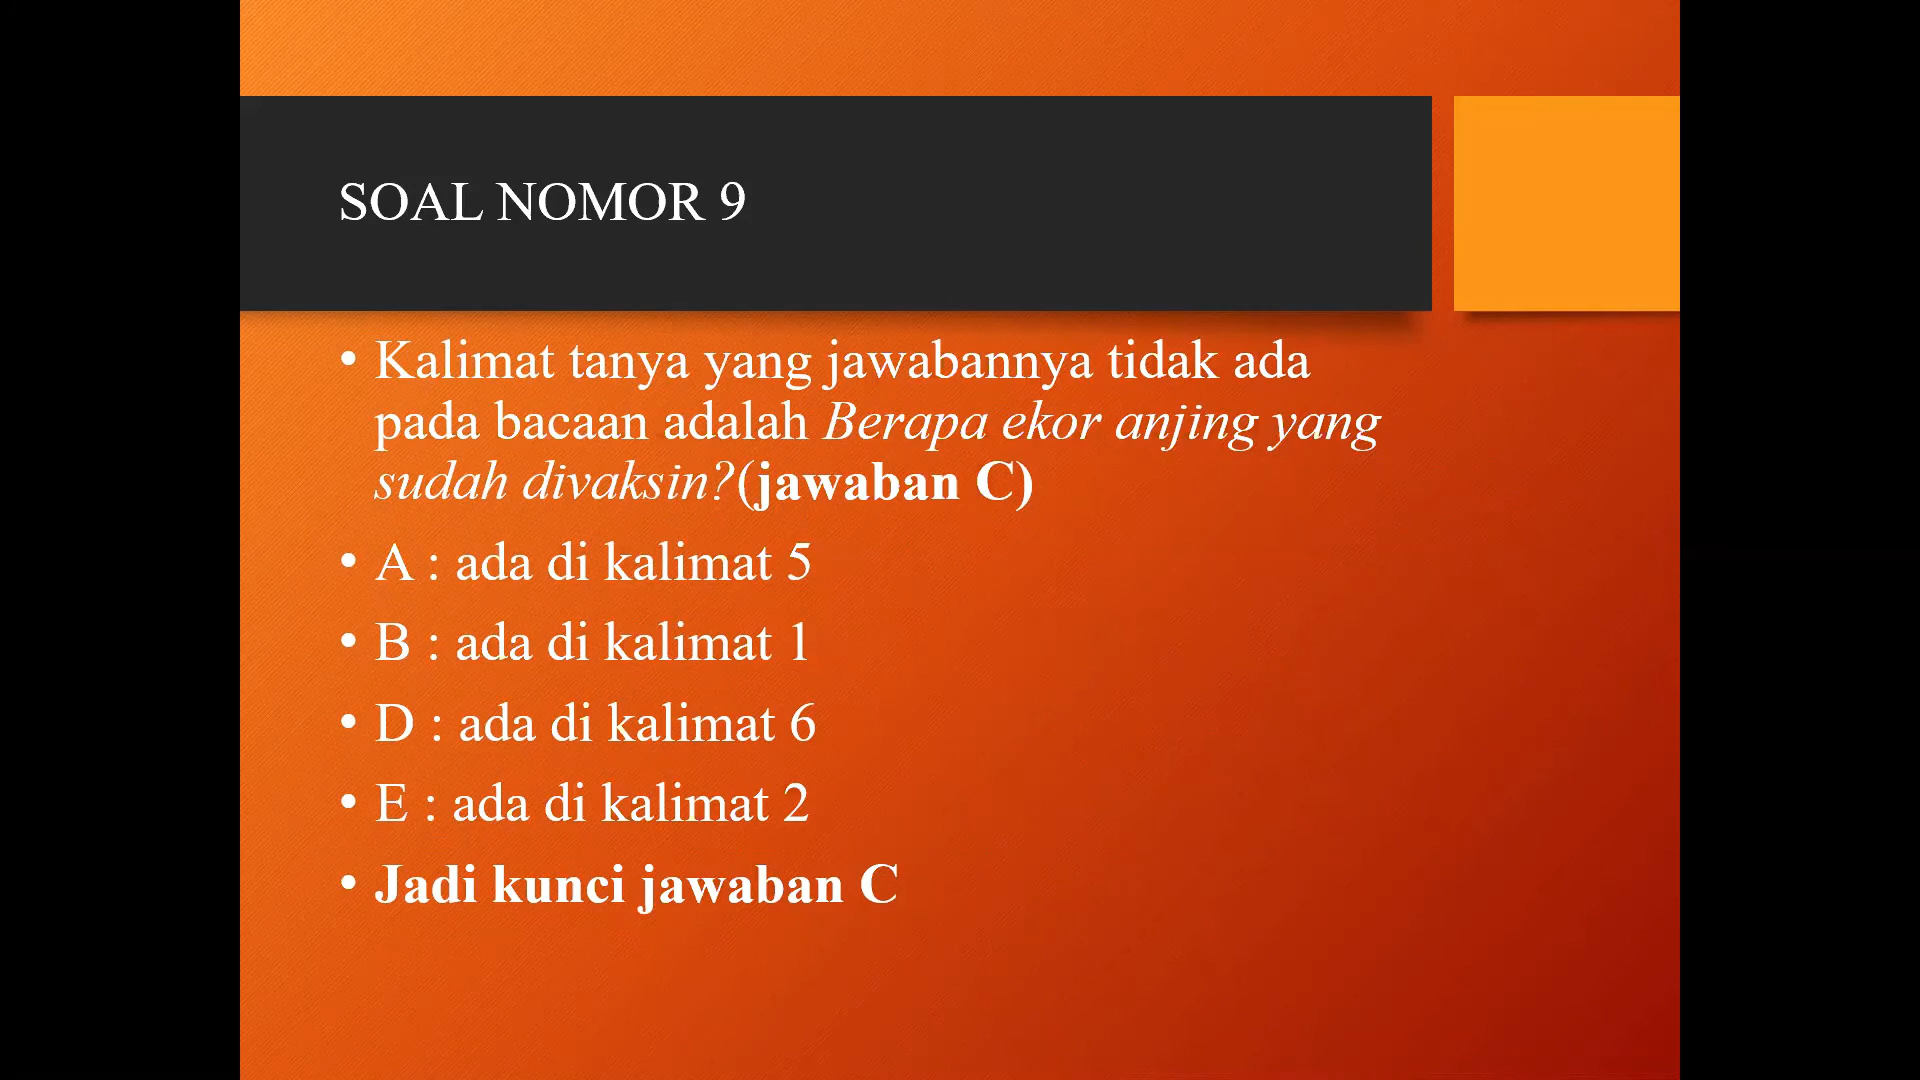 SOAL NOMOR 9
• Kalimat tanya yang jawabannya tidak ada
pada bacaan adalah Berapa ekor anjing yang
sudah divaksin?(jawaban C)
• A : ada di kalimat 5
• B : ada di kalimat 1
• D : ada di kalimat 6
• E : ada di kalimat 2
• Jadi kunci jawaban C